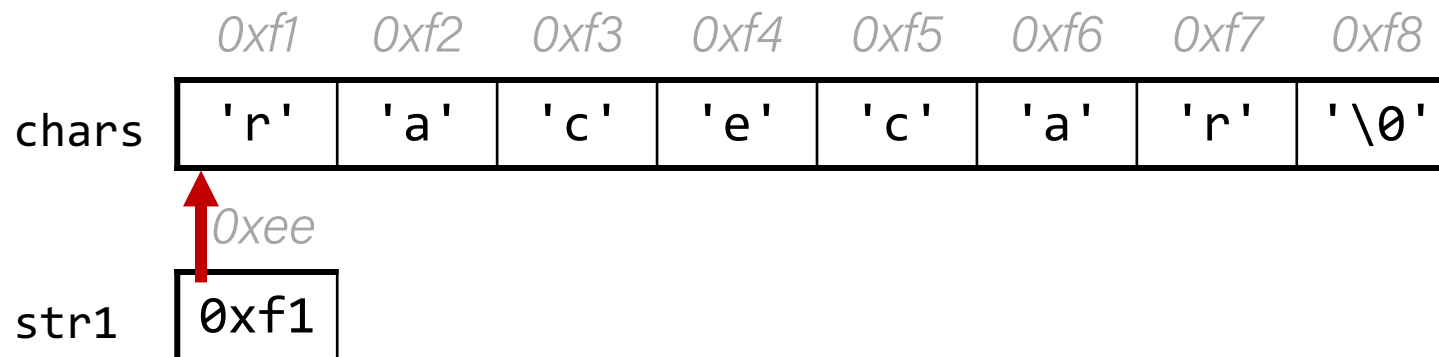 0xf1 0xf2 0xf3 0xf4 0xf5 0xf6 0xf7 0xf8
chars 'r' 'a' 'c' 'e' 'c' 'a' 'r' '\0'
0xee
str1 0xf1